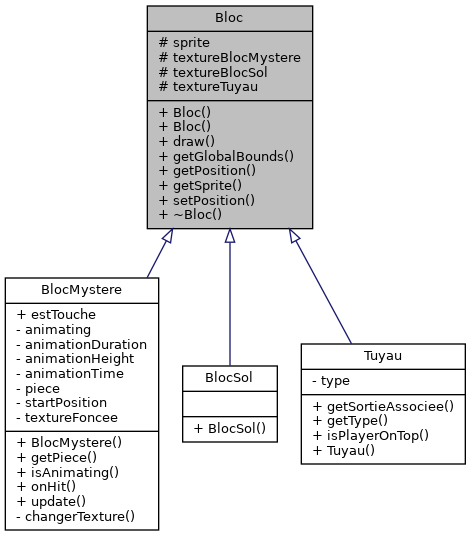 Bloc
# sprite
# textureBlocMystere
# textureBlocSol
# textureTuyau
+ Bloc()
+ Bloc()
+ draw()
+ getGlobalBounds()
+ getPosition()
+ getSprite()
+ setPosition()
+ ~Bloc()
BlocMystere
+ estTouche
- animating
- animationDuration
- animationHeight
- animationTime
- piece
- startPosition
- textureFoncee
+ BlocMystere()
+ getPiece()
+ isAnimating()
+ onHit()
+ update()
- changerTexture()
BlocSol
+ BlocSol()
Tuyau
- type
+ getSortieAssociee()
+ getType()
+ isPlayerOnTop()
+ Tuyau()